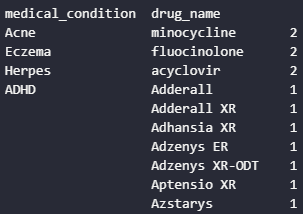 medical_condition  drug_name
Acne               minocycline      2
Eczema             fluocinolone     2
Herpes             acyclovir        2
ADHD               Adderall         1
                   Adderall XR      1
                   Adhansia XR      1
                   Adzenys ER       1
                   Adzenys XR-ODT   1
                   Aptensio XR      1
                   Azstarys         1